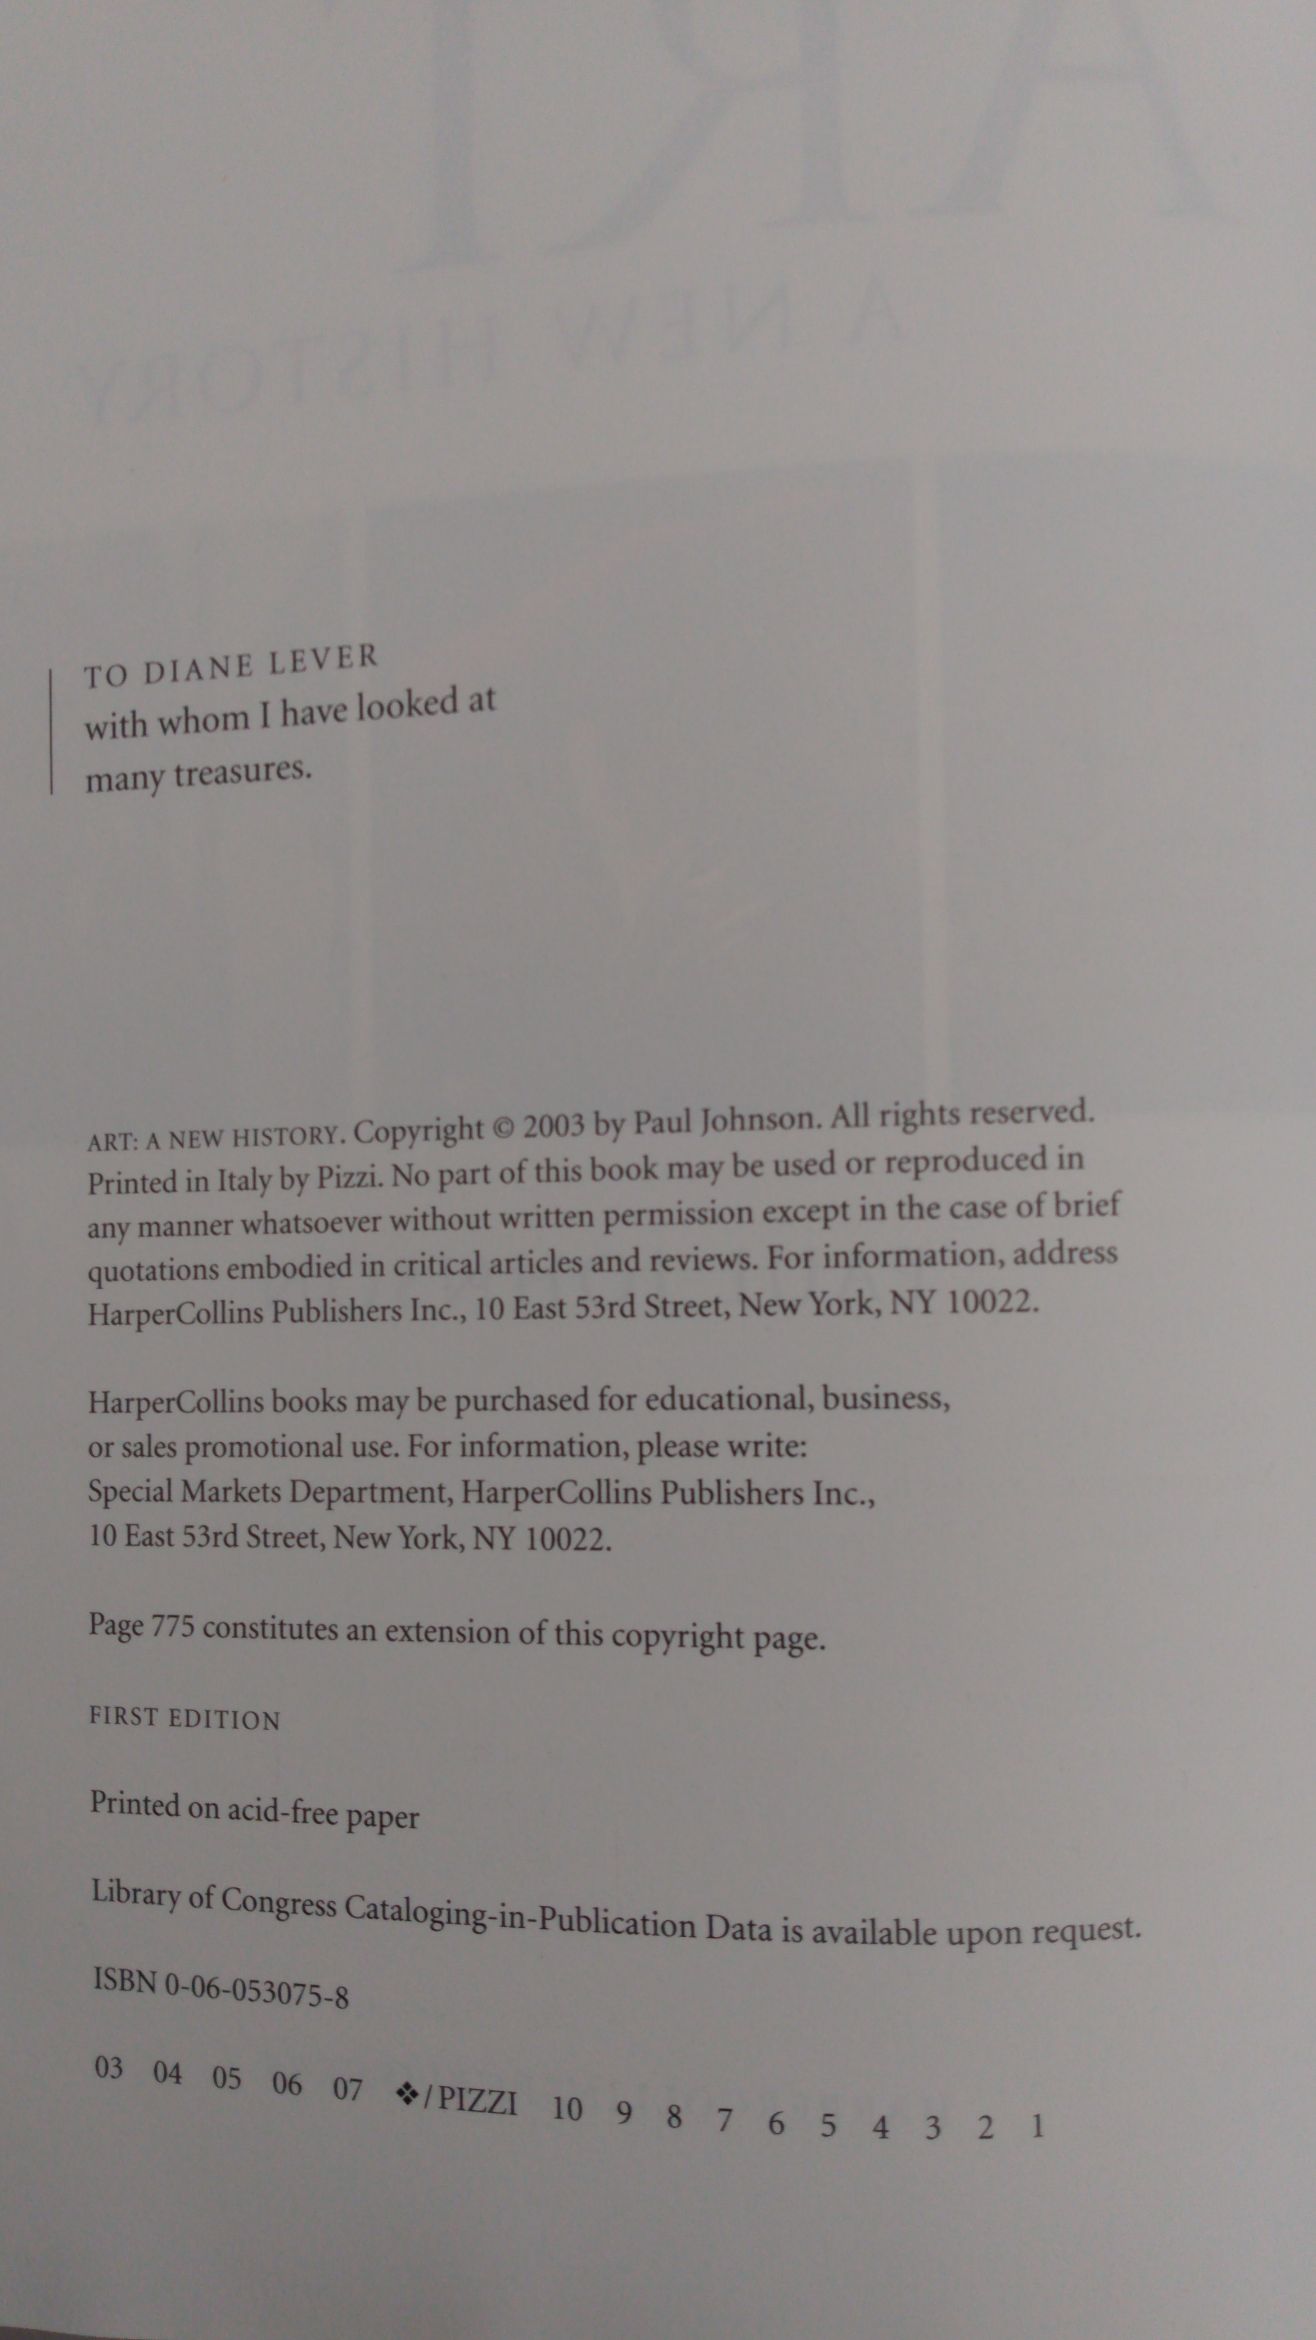 ART
A NEW HISTORY
TO DIANE LEVER
with whom I have looked at
many treasures.
ART: A NEW HISTORY. Copyright © 2003 by Paul Johnson. All rights reserved.
Printed in Italy by Pizzi. No part of this book may be used or reproduced in
any manner whatsoever without written permission except in the case of brief
quotations embodied in critical articles and reviews. For information, address
HarperCollins Publishers Inc., 10 East 53rd Street, New York, NY 10022.
HarperCollins books may be purchased for educational, business,
or sales promotional use. For information, please write:
Special Markets Department, HarperCollins Publishers Inc.,
10 East 53rd Street, New York, NY 10022.
Page 775 constitutes an extension of this copyright page.
FIRST EDITION
Printed on acid-free paper
Library of Congress Cataloging-in-Publication Data is available upon request.
ISBN 0-06-053075-8
03 04 05 06 07 ❖/PIZZI 10 9 8 7 6 5 4 3 2 1